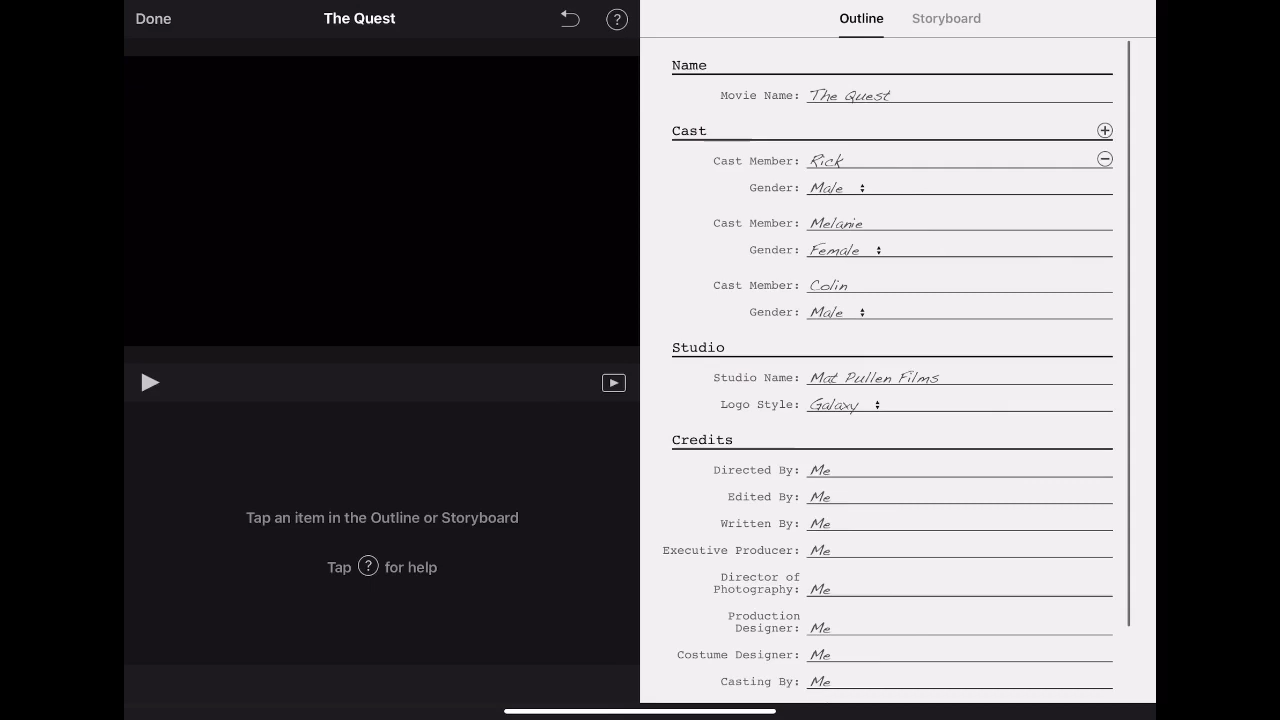 Done The Quest ?
Tap an item in the Outline or Storyboard
Tap ? for help
Outline Storyboard
Name
Movie Name: The Quest
Cast
Cast Member: Rick
Gender: Male
Cast Member: Melanie
Gender: Female
Cast Member: Colin
Gender: Male
Studio
Studio Name: Mat Pullen Films
Logo Style: Galaxy
Credits
Directed By: Me
Edited By: Me
Written By: Me
Executive Producer: Me
Director of
Photography: Me
Production
Designer: Me
Costume Designer: Me
Casting By: Me